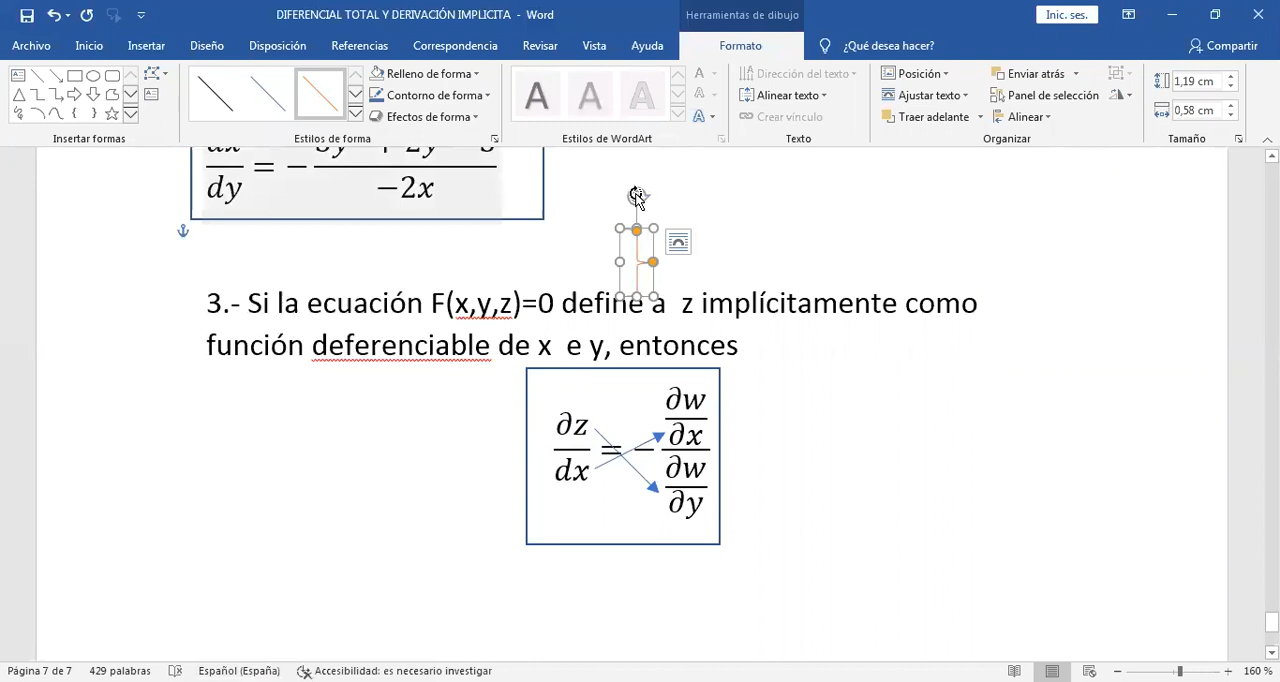 DIFERENCIAL TOTAL Y DERIVACIÓN IMPLICITA - Word
Herramientas de dibujo
Inic. ses.
Archivo Inicio Insertar Diseño Disposición Referencias Correspondencia Revisar Vista Ayuda Formato ¿Qué desea hacer? Compartir
Relleno de forma
Contorno de forma
Efectos de forma
A A A
Dirección del texto
Alinear texto
Crear vínculo
Posición
Ajustar texto
Traer adelante
Enviar atrás
Panel de selección
Alinear
1,19 cm
0,58 cm
Insertar formas Estilos de forma Estilos de WordArt Texto Organizar Tamaño
dy = − −2x
3.- Si la ecuación F(x,y,z)=0 define a z implícitamente como
función deferenciable de x e y, entonces
∂z ∂w
∂x
dx = − ∂w
∂y
Página 7 de 7 429 palabras Español (España) Accesibilidad: es necesario investigar 160 %